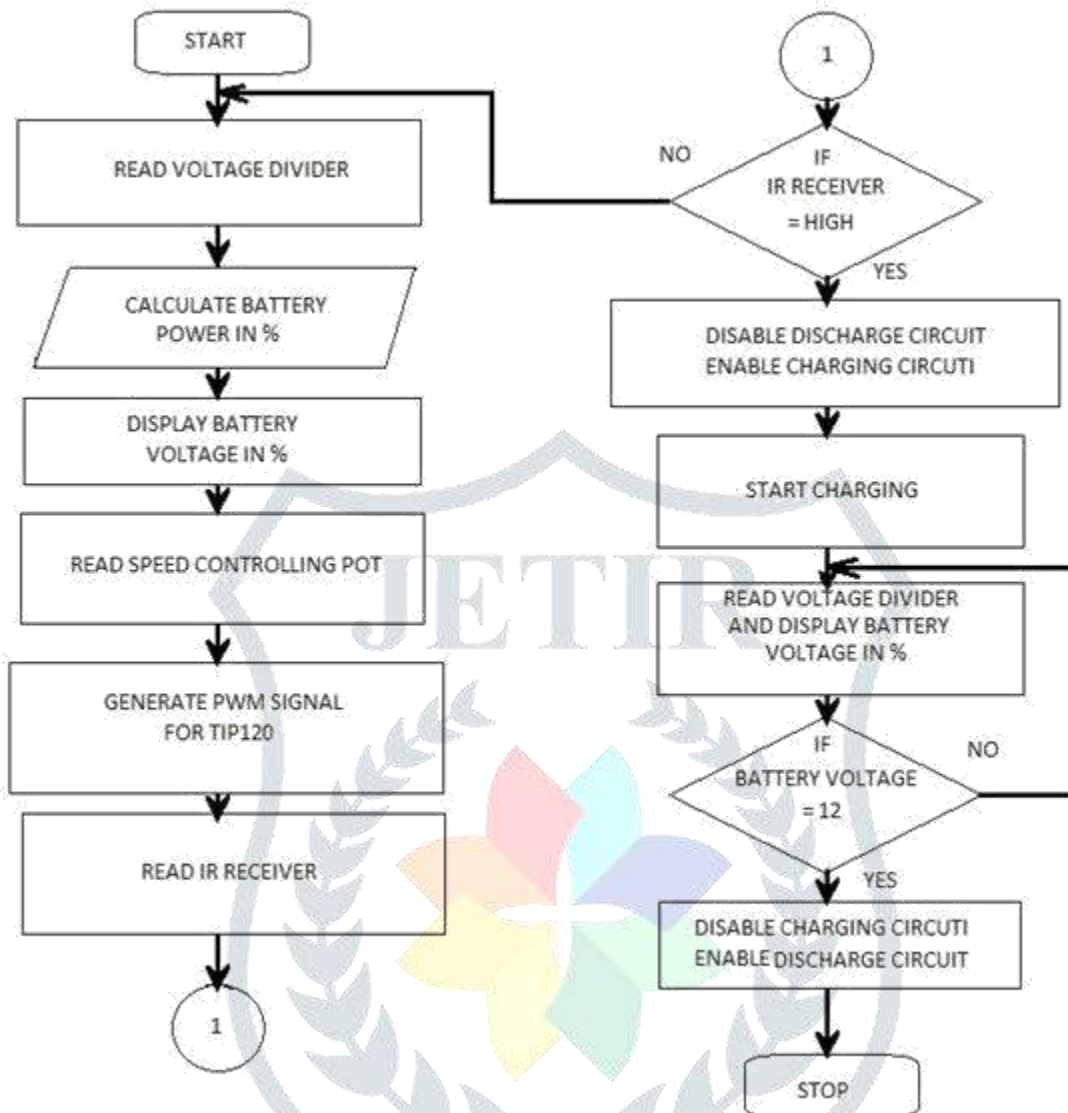 START
READ VOLTAGE DIVIDER
CALCULATE BATTERY
POWER IN %
DISPLAY BATTERY
VOLTAGE IN %
READ SPEED CONTROLLING POT
GENERATE PWM SIGNAL
FOR TIP120
READ IR RECEIVER
1
1
NO
IF
IR RECEIVER
= HIGH
YES
DISABLE DISCHARGE CIRCUIT
ENABLE CHARGING CIRCUTI
START CHARGING
READ VOLTAGE DIVIDER
AND DISPLAY BATTERY
VOLTAGE IN %
IF
BATTERY VOLTAGE
= 12
NO
YES
DISABLE CHARGING CIRCUTI
ENABLE DISCHARGE CIRCUIT
STOP
JETIR